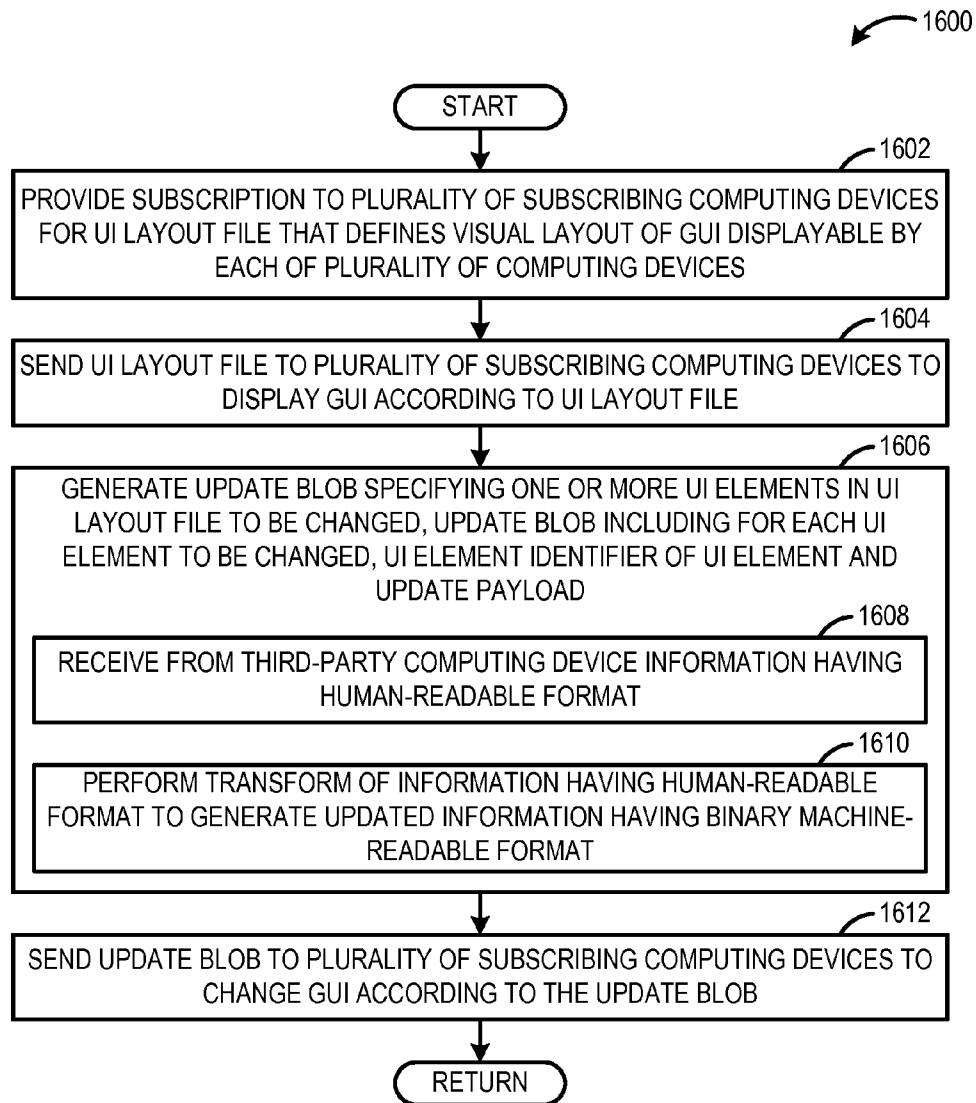 1600
START
1602
PROVIDE SUBSCRIPTION TO PLURALITY OF SUBSCRIBING COMPUTING DEVICES
FOR UI LAYOUT FILE THAT DEFINES VISUAL LAYOUT OF GUI DISPLAYABLE BY
EACH OF PLURALITY OF COMPUTING DEVICES
1604
SEND UI LAYOUT FILE TO PLURALITY OF SUBSCRIBING COMPUTING DEVICES TO
DISPLAY GUI ACCORDING TO UI LAYOUT FILE
1606
GENERATE UPDATE BLOB SPECIFYING ONE OR MORE UI ELEMENTS IN UI
LAYOUT FILE TO BE CHANGED, UPDATE BLOB INCLUDING FOR EACH UI
ELEMENT TO BE CHANGED, UI ELEMENT IDENTIFIER OF UI ELEMENT AND
UPDATE PAYLOAD
1608
RECEIVE FROM THIRD-PARTY COMPUTING DEVICE INFORMATION HAVING
HUMAN-READABLE FORMAT
1610
PERFORM TRANSFORM OF INFORMATION HAVING HUMAN-READABLE
FORMAT TO GENERATE UPDATED INFORMATION HAVING BINARY MACHINE-
READABLE FORMAT
1612
SEND UPDATE BLOB TO PLURALITY OF SUBSCRIBING COMPUTING DEVICES TO
CHANGE GUI ACCORDING TO THE UPDATE BLOB
RETURN